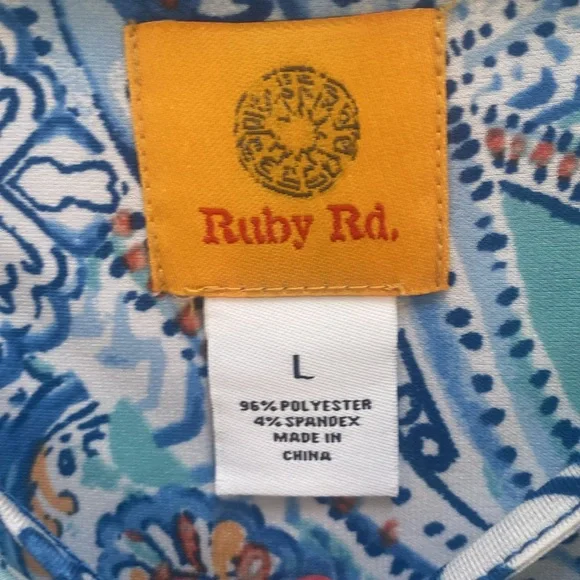 Ruby Rd.
L
96% POLYESTER
4% SPANDEX
MADE IN
CHINA